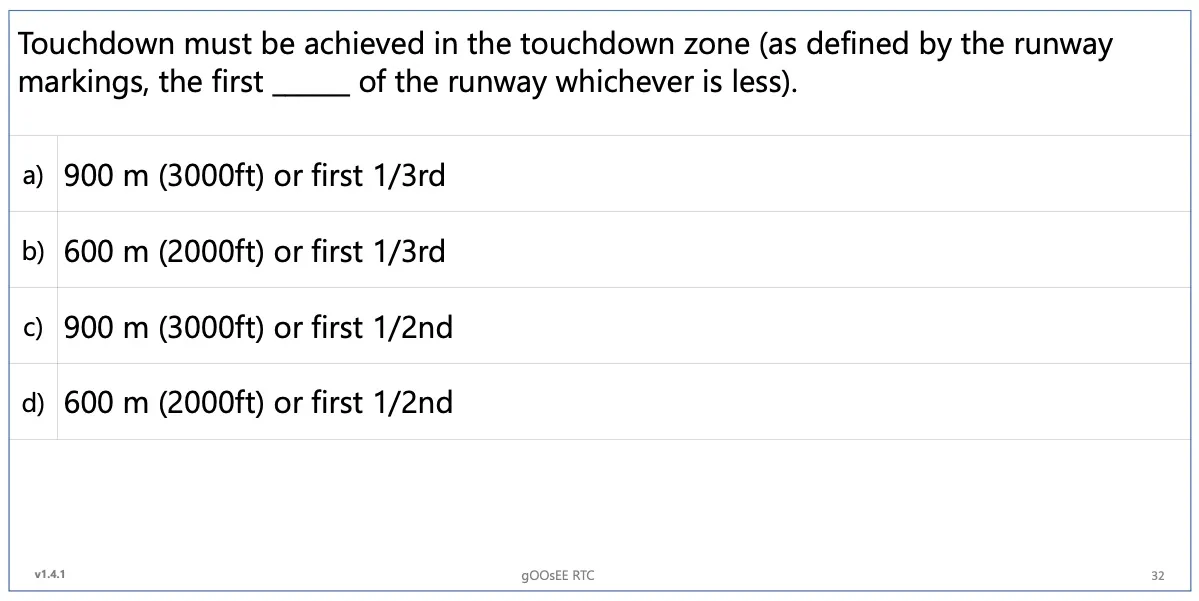 Touchdown must be achieved in the touchdown zone (as defined by the runway
markings, the first _____ of the runway whichever is less).
a) 900 m (3000ft) or first 1/3rd
b) 600 m (2000ft) or first 1/3rd
c) 900 m (3000ft) or first 1/2nd
d) 600 m (2000ft) or first 1/2nd
v1.4.1 gOOsEE RTC 32